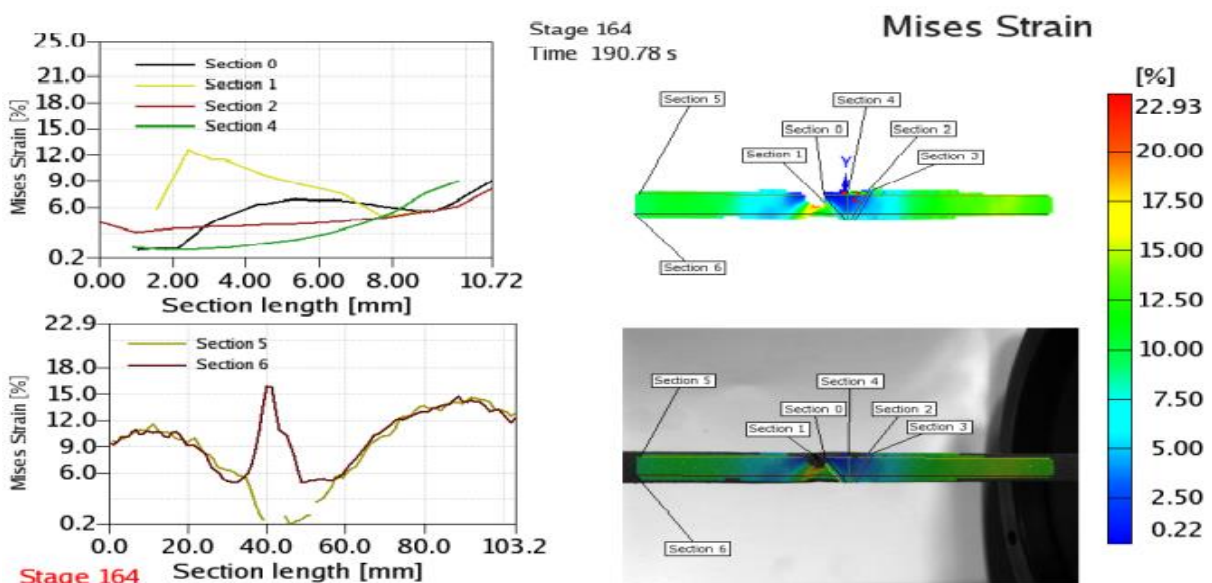 Stage 164
Time 190.78 s
Mises Strain
25.0
21.0
18.0
15.0
12.0
9.0
6.0
0.2
Mises Strain [%]
Section 0
Section 1
Section 2
Section 4
0.00 2.00 4.00 6.00 8.00 10.72
Section length [mm]
22.9
18.0
15.0
12.0
9.0
6.0
0.2
Mises Strain [%]
Section 5
Section 6
0.0 20.0 40.0 60.0 80.0 103.2
Section length [mm]
Stage 164
Section 5
Section 4
Section 0
Section 2
Section 1
Section 3
Y
Section 6
[%]
22.93
20.00
17.50
15.00
12.50
10.00
7.50
5.00
2.50
0.22
Section 5
Section 4
Section 0
Section 2
Section 1
Section 3
Section 6